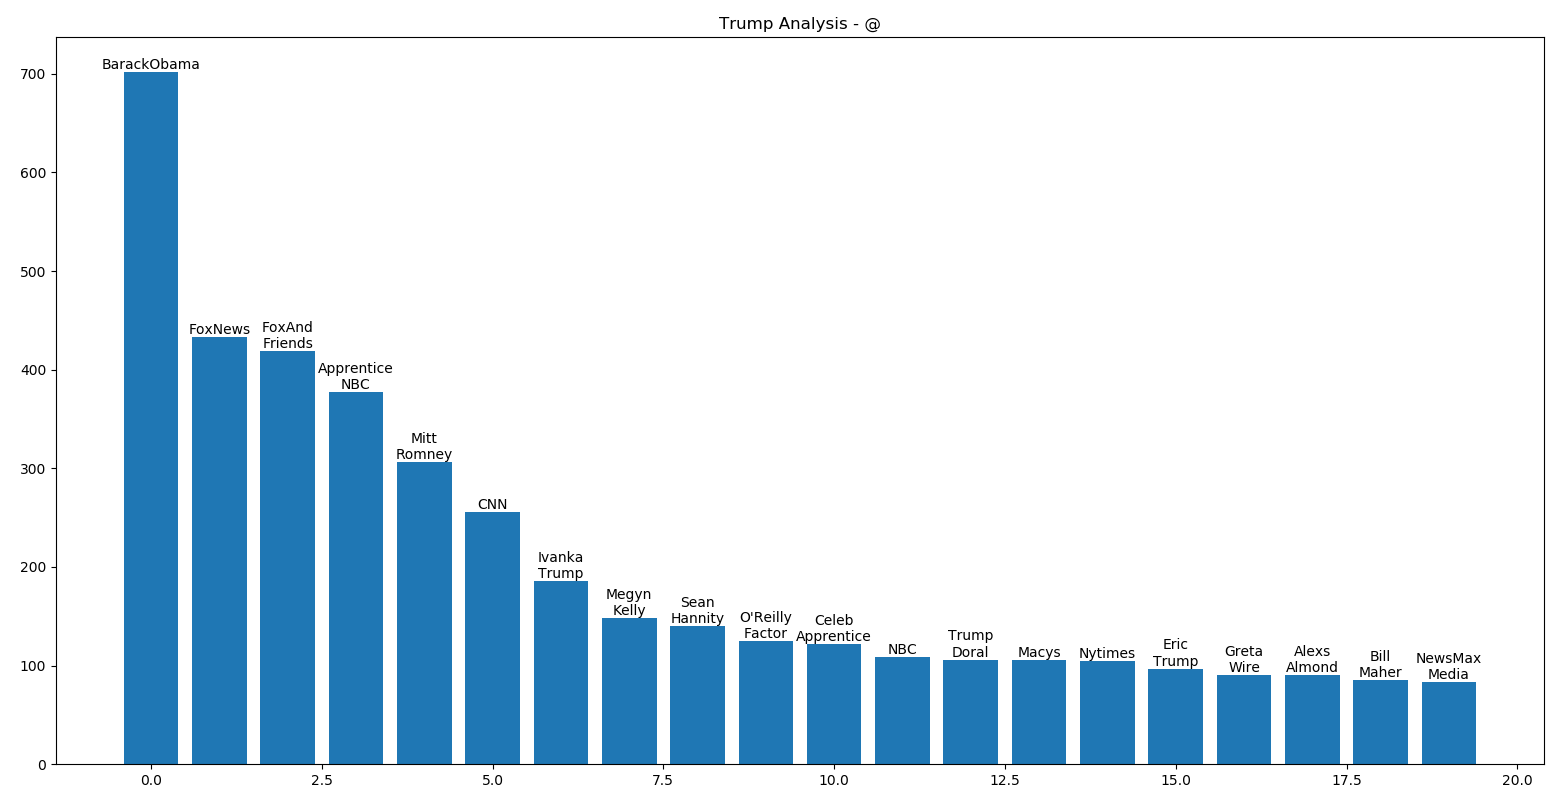 Trump Analysis - @
700
600
500
400
300
200
100
0
BarackObama
FoxNews
FoxAnd
Friends
Apprentice
NBC
Mitt
Romney
CNN
Ivanka
Trump
Megyn
Kelly
Sean
Hannity
O'Reilly
Factor
Celeb
Apprentice
NBC
Trump
Doral
Macys
Nytimes
Eric
Trump
Greta
Wire
Alexs
Almond
Bill
Maher
NewsMax
Media
0.0
2.5
5.0
7.5
10.0
12.5
15.0
17.5
20.0